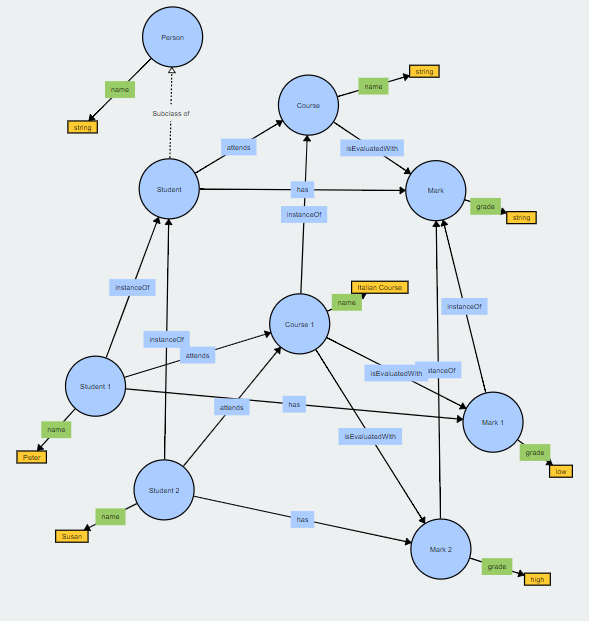 Person
string
Course
name
name
string
Subclass of
attends
isEvaluatedWith
Student
has
Mark
grade
instanceOf
string
instanceOf
Italian Course
name
instanceOf
instanceOf
Course 1
attends
stanceOf
isEvaluatedWith
Student 1
attends
has
name
isEvaluatedWith
Mark 1
Peter
grade
low
Student 2
name
has
Susan
Mark 2
grade
high